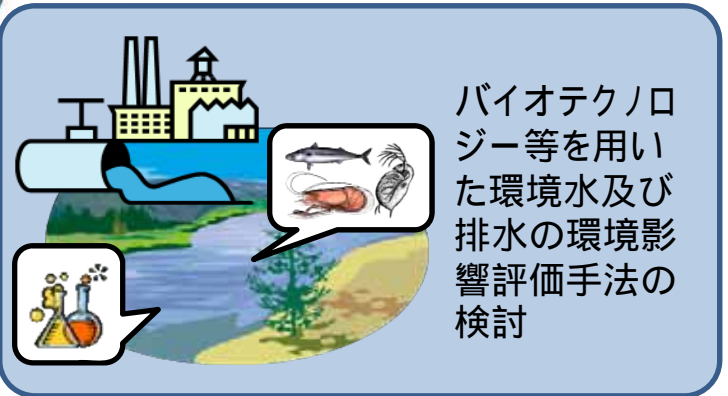 バイオテクノロ
ジー等を用い
た環境水及び
排水の環境影
響評価手法の
検討